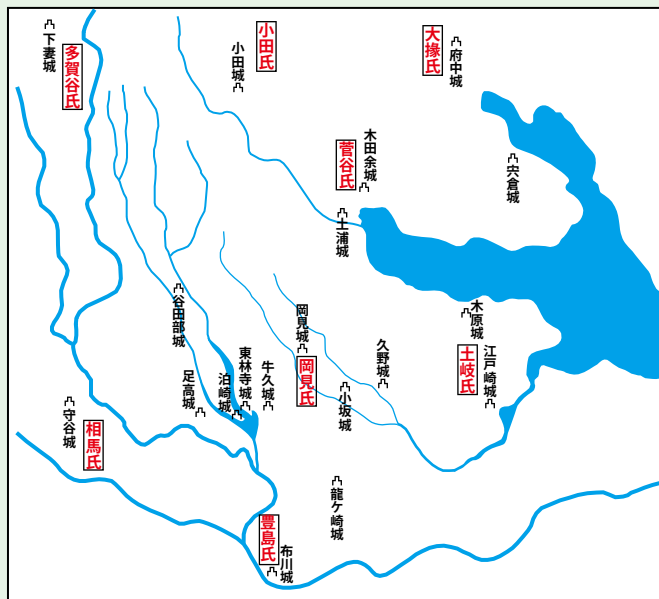 下妻城
多賀谷氏
小田城
小田氏
大掾氏
府中城
木田余城
菅谷氏
土浦城
宍倉城
谷田部城
岡見城
岡見氏
東林寺城
牛久城
泊崎城
足高城
久野城
小坂城
木原城
土岐氏
江戸崎城
守谷城
相馬氏
龍ケ崎城
豊島氏
布川城